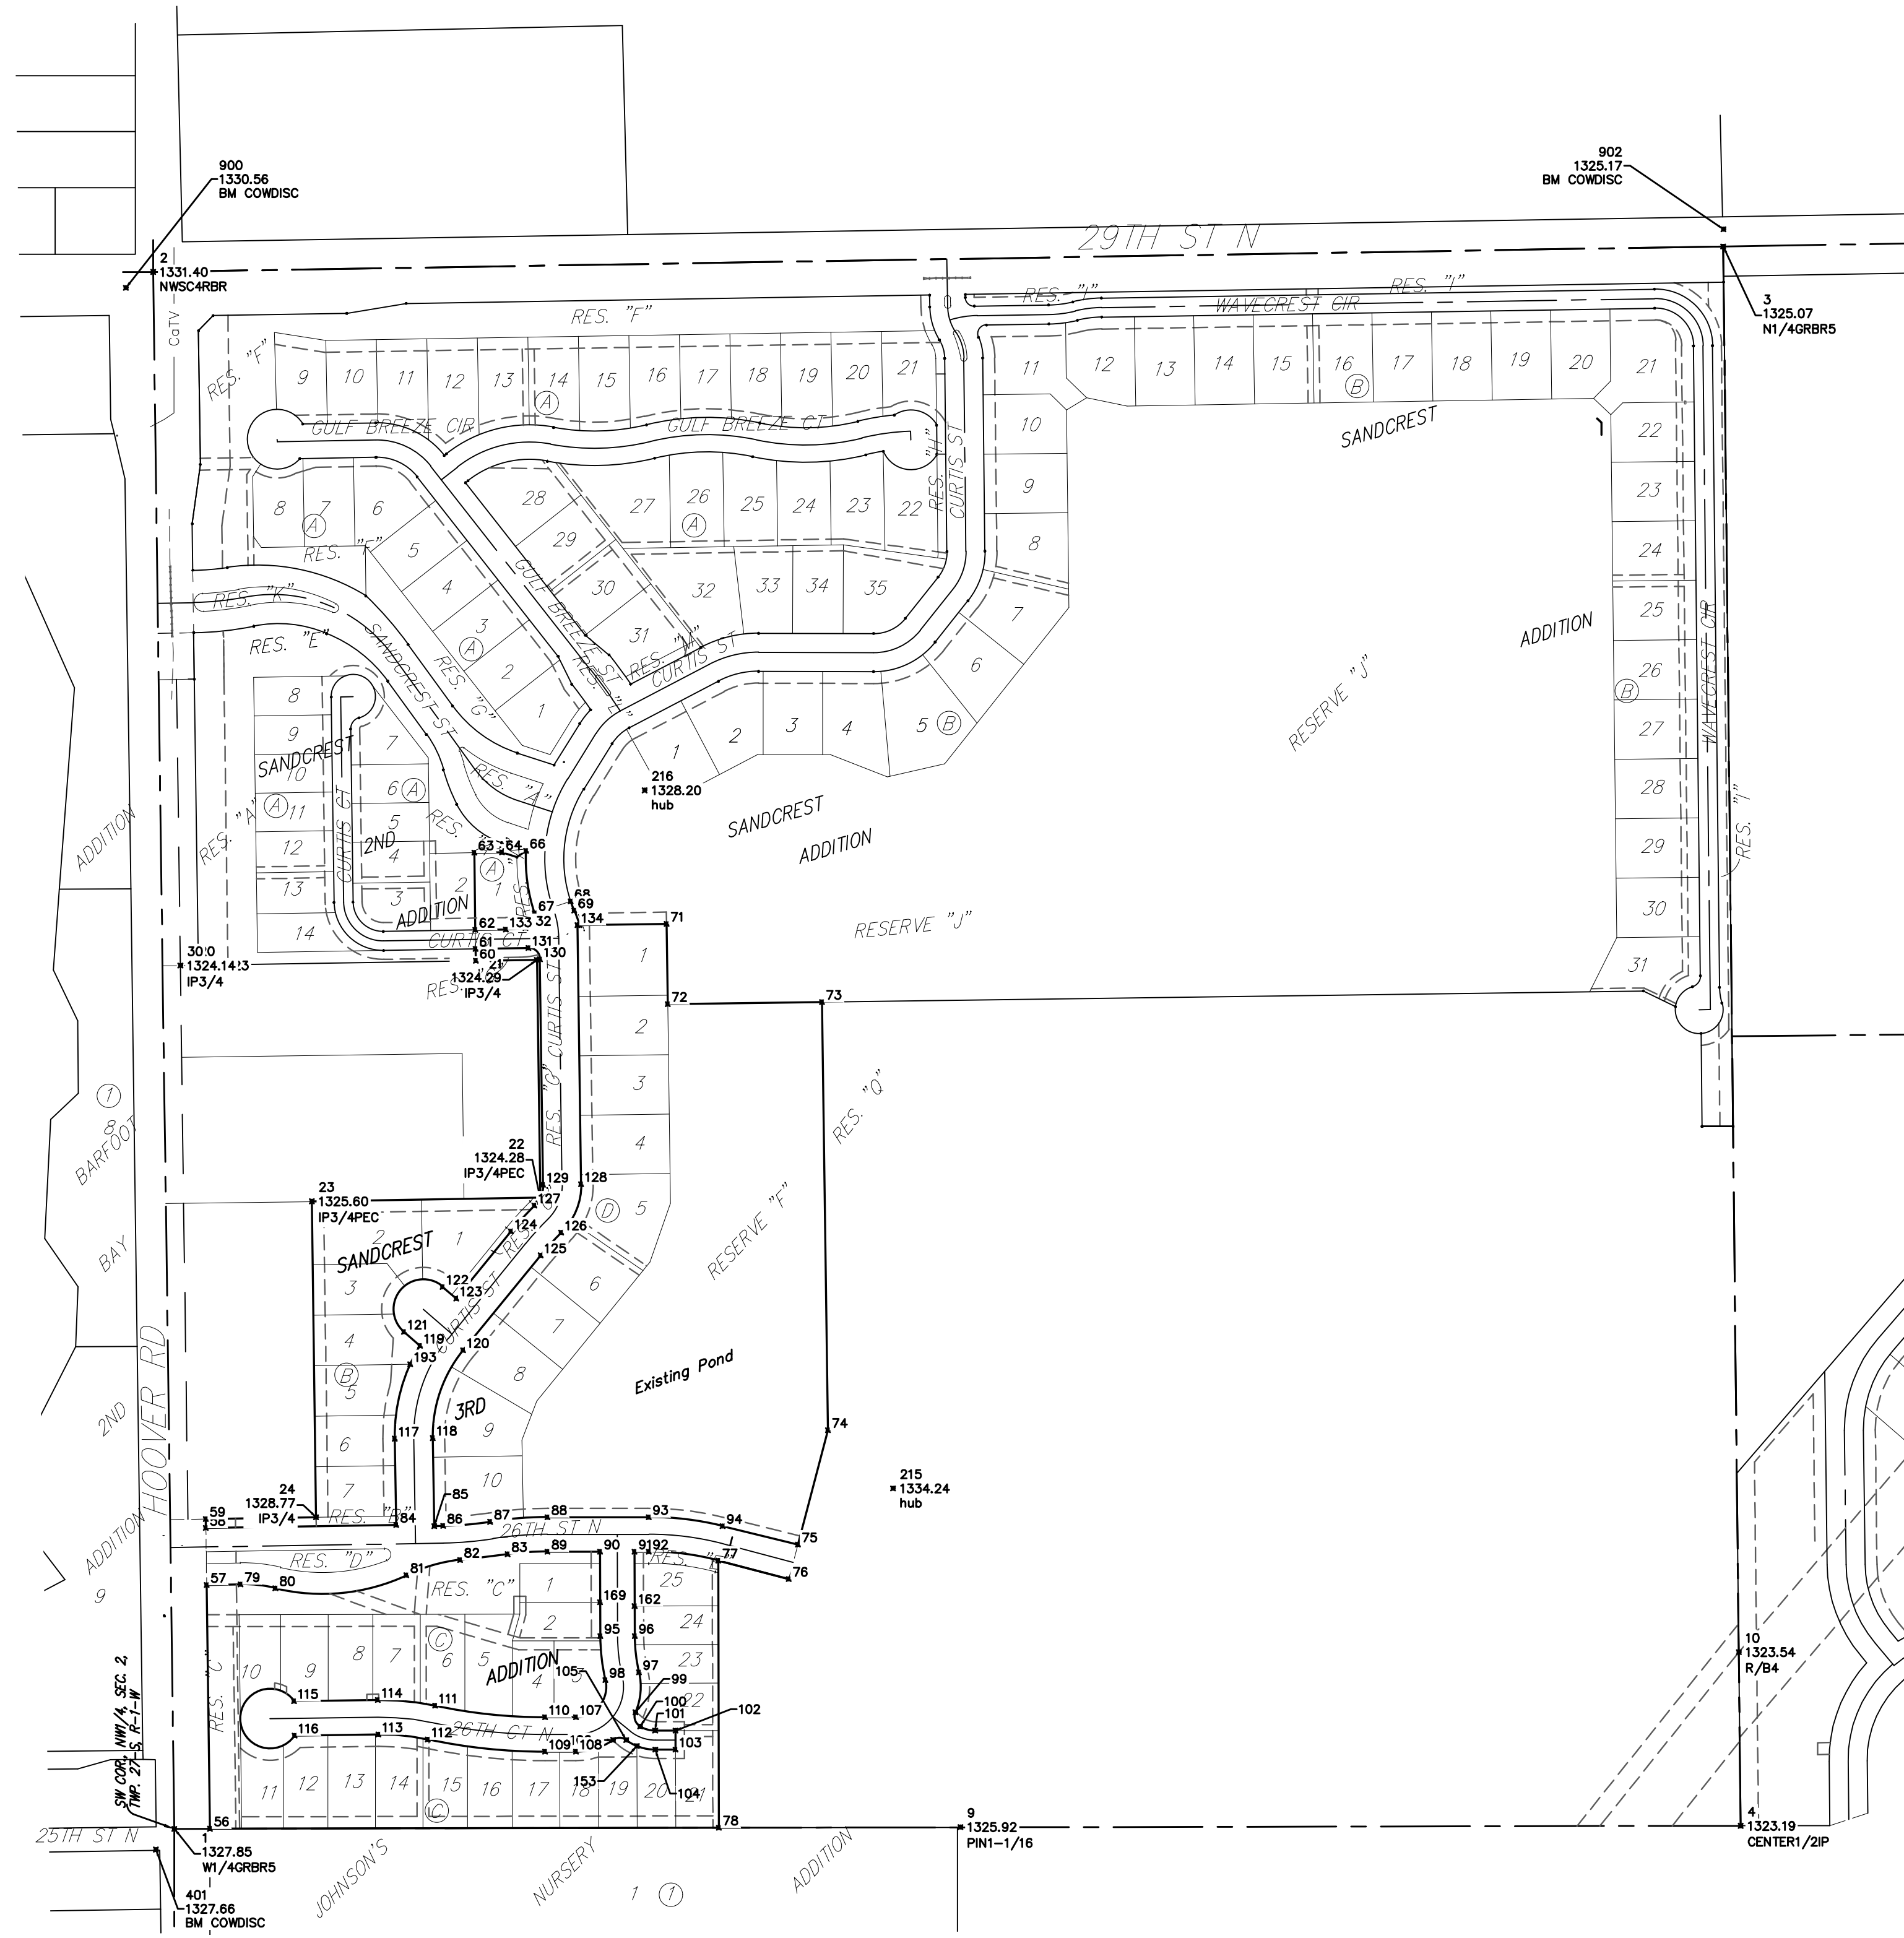 900
1330.56
BM COWDISC
902
1325.17
BM COWDISC
29TH ST N
2
1331.40
NWSC4RBR
3
1325.07
N1/4GRBR5
CaTV
RES. "F"
RES. "F"
RES. "I"
RES. "I"
WAVECREST CIR
9
10
11
12
13
14
15
16
17
18
19
20
21
A
11
12
13
14
15
16
17
18
19
20
21
B
GULF BREEZE CIR
GULF BREEZE CT
SANDCREST
10
22
RES. "H"
CURTIS ST
8
7
6
A
28
27
26
25
24
23
22
A
9
23
RES. "F"
5
29
8
24
RES. "K"
4
GULF BREEZE ST
30
32
33
34
35
7
25
RES. "E"
SANDCREST ST
3
A
31
RES. "M"
CURTIS ST
6
ADDITION
WAVECREST CIR
RES. "G"
2
RES. "L"
26
B
8
1
5
B
RESERVE "J"
27
9
7
1
2
3
4
SANDCREST
10
6
A
RES. "A"
216
1328.20
hub
28
A
11
5
RES.
RES. "A"
CURTIS CT
SANDCREST
RES. "I"
ADDITION
12
2ND
4
63
64
66
ADDITION
29
13
3
2
1
A
RES.
67
68
69
30
14
ADDITION
62
133
32
134
71
RESERVE "J"
CURTIS CT
61
131
1
31
1324.14
IP3/4
60
21
130
1324.29
IP3/4
RES.
72
73
2
CURTIS ST
RES. "G"
3
RES. "Q"
1
8
BARFOOT
4
22
1324.28
IP3/4PEC
129
128
23
1325.60
IP3/4PEC
127
5
D
RESERVE "F"
BAY
SANDCREST
2
1
124
RES.
126
125
3
122
123
6
CURTIS ST
4
121
119
7
B
193
120
8
Existing Pond
5
HOOVER RD
2ND
3RD
117
118
9
74
6
7
10
215
1334.24
hub
24
1328.77
IP3/4
85
59
58
RES. "B"
84
86
87
88
93
94
75
26TH ST N
ADDITION
9
RES. "D"
83
89
90
91
92
77
76
82
81
57
79
80
RES. "C"
1
25
169
162
2
24
95
96
10
9
8
7
6
C
5
4
ADDITION
105
98
97
23
99
22
10
1323.54
R/B4
RES. "C"
115
114
111
110
107
100
101
102
116
113
112
26TH CT N
109
108
103
153
104
11
12
13
14
15
16
17
18
19
20
21
C
SW COR., NW1/4, SEC. 2,
TWP. 27-S, R-1-W
25TH ST N
56
1
1327.85
W1/4GRBR5
78
9
1325.92
PIN1-1/16
4
1323.19
CENTER1/2IP
401
1327.66
BM COWDISC
JOHNSON'S
NURSERY
ADDITION
1
1